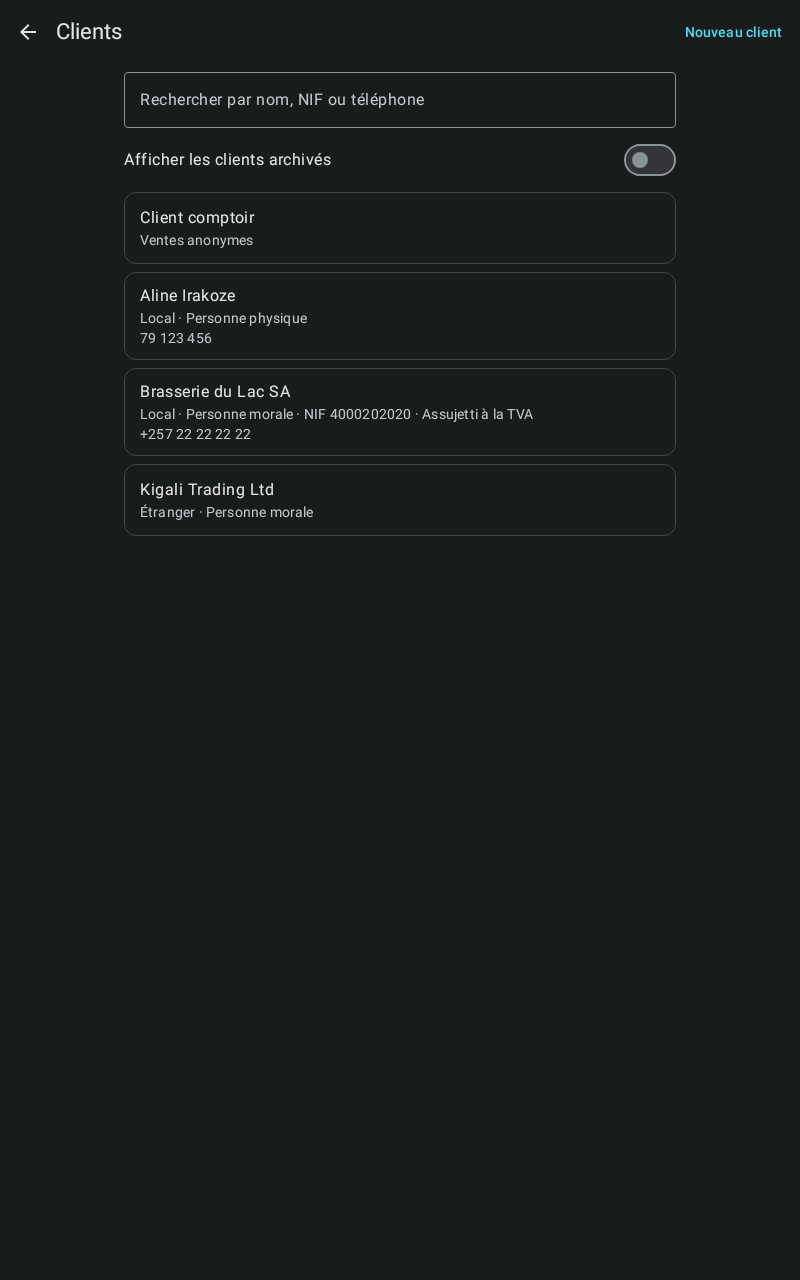 Clients
Nouveau client
Rechercher par nom, NIF ou téléphone
Afficher les clients archivés
Client comptoir
Ventes anonymes
Aline Irakoze
Local · Personne physique
79 123 456
Brasserie du Lac SA
Local · Personne morale · NIF 4000202020 · Assujetti à la TVA
+257 22 22 22 22
Kigali Trading Ltd
Étranger · Personne morale